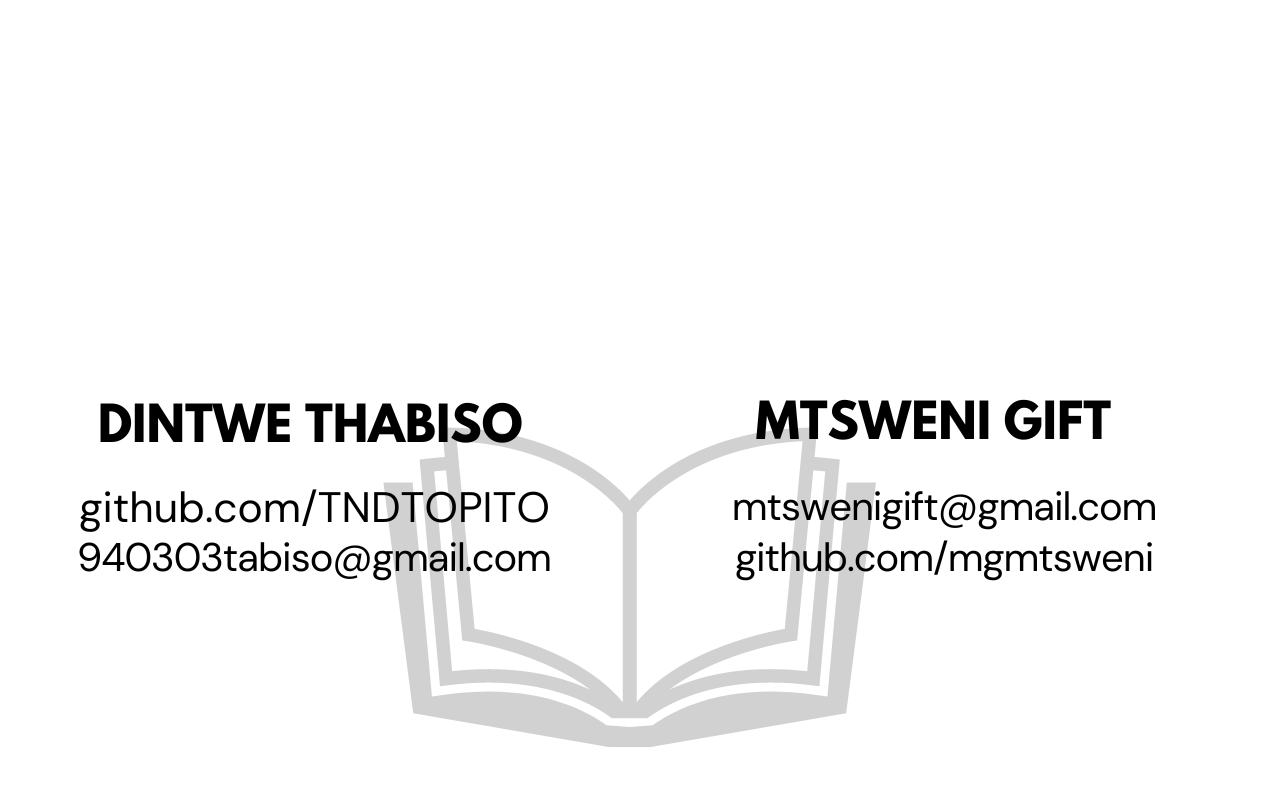 DINTWE THABISO
github.com/TNDTOPITO
940303tabiso@gmail.com
MTSWENI GIFT
mtswenigift@gmail.com
github.com/mgmtsweni